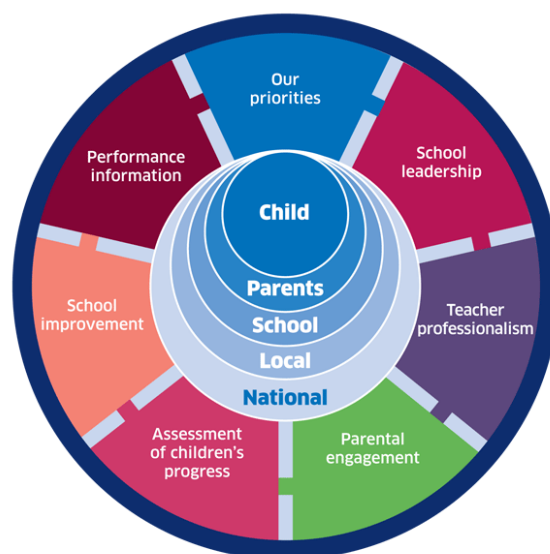 Our
priorities
School
leadership
Teacher
professionalism
Parental
engagement
Assessment
of children's
progress
School
improvement
Performance
information
Child
Parents
School
Local
National